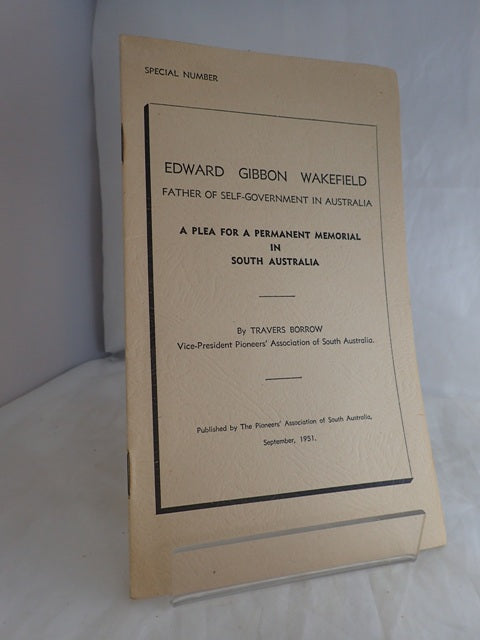 SPECIAL NUMBER
EDWARD GIBBON WAKEFIELD
FATHER OF SELF-GOVERNMENT IN AUSTRALIA
A PLEA FOR A PERMANENT MEMORIAL
IN
SOUTH AUSTRALIA
By TRAVERS BORROW
Vice-President Pioneers' Association of South Australia.
Published by The Pioneers' Association of South Australia,
September, 1951.